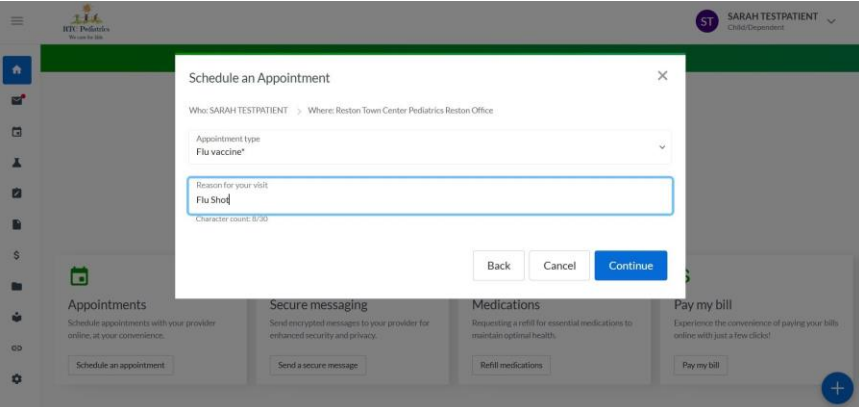 RTC Pediatrics
We care for kids
ST
SARAH TESTPATIENT
Child/Dependent
Schedule an Appointment
Who: SARAH TESTPATIENT > Where: Reston Town Center Pediatrics Reston Office
Appointment type
Flu vaccine*
Reason for your visit
Flu Shot
Character count: 8/30
Back
Cancel
Continue
Appointments
Schedule appointments with your provider
online, at your convenience.
Schedule an appointment
Secure messaging
Send encrypted messages to your provider for
enhanced security and privacy.
Send a secure message
Medications
Requesting a refill for essential medications to
maintain optimal health.
Refill medications
$
Pay my bill
Experience the convenience of paying your bills
online with just a few clicks!
Pay my bill